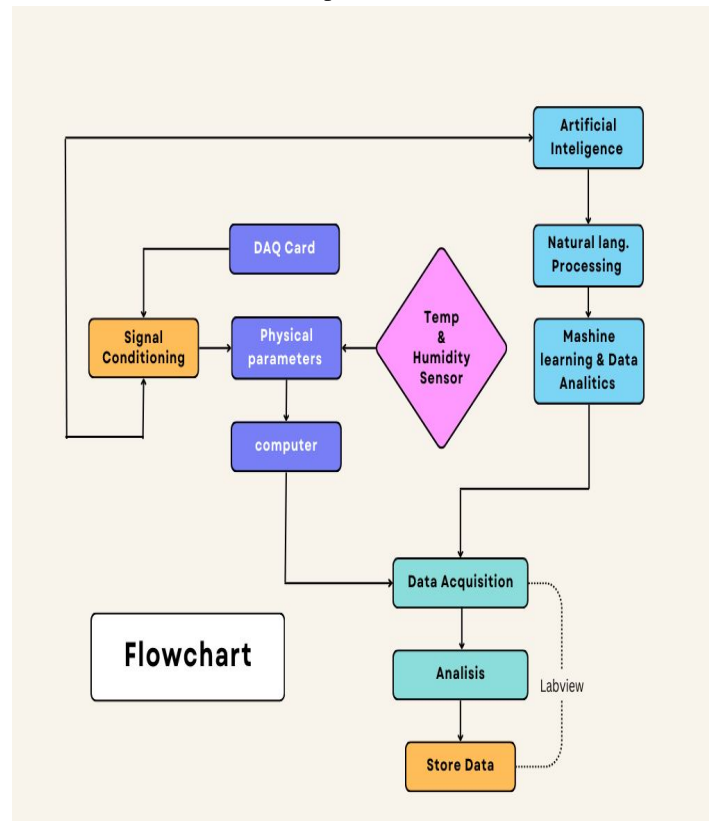 Artificial
Inteligence
DAQ Card
Natural lang.
Processing
Signal
Conditioning
Physical
parameters
Temp
&
Humidity
Sensor
Mashine
learning & Data
Analitics
computer
Data Acquisition
Flowchart
Analisis
Labview
Store Data